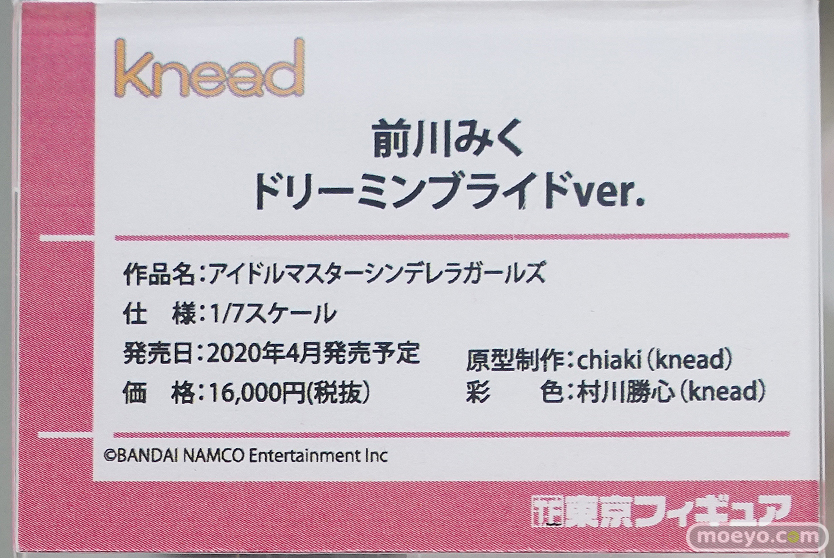 knead
前川みく
ドリーミンブライドver.
作品名：アイドルマスターシンデレラガールズ
仕　様：1/7スケール
発売日：2020年4月発売予定
価　格：16,000円(税抜)
原型制作：chiaki（knead）
彩　　色：村川勝心（knead）
©BANDAI NAMCO Entertainment Inc
TF東京フィギュア
moeyo.com